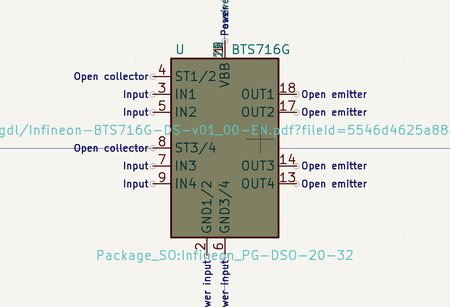 Power
U
BTS716G
VBB
Open collector 4 ST1/2
Input 3 IN1 OUT1 18 Open emitter
Input 5 IN2 OUT2 17 Open emitter
gdl/Infineon-BTS716G-DS-v01_00-EN.pdf?fileId=5546d4625a88
Open collector 8 ST3/4
Input 7 IN3 OUT3 14 Open emitter
Input 9 IN4 OUT4 13 Open emitter
GND1/2 GND3/4
2 6
Package_SO:Infineon_PG-DSO-20-32
wer input wer input